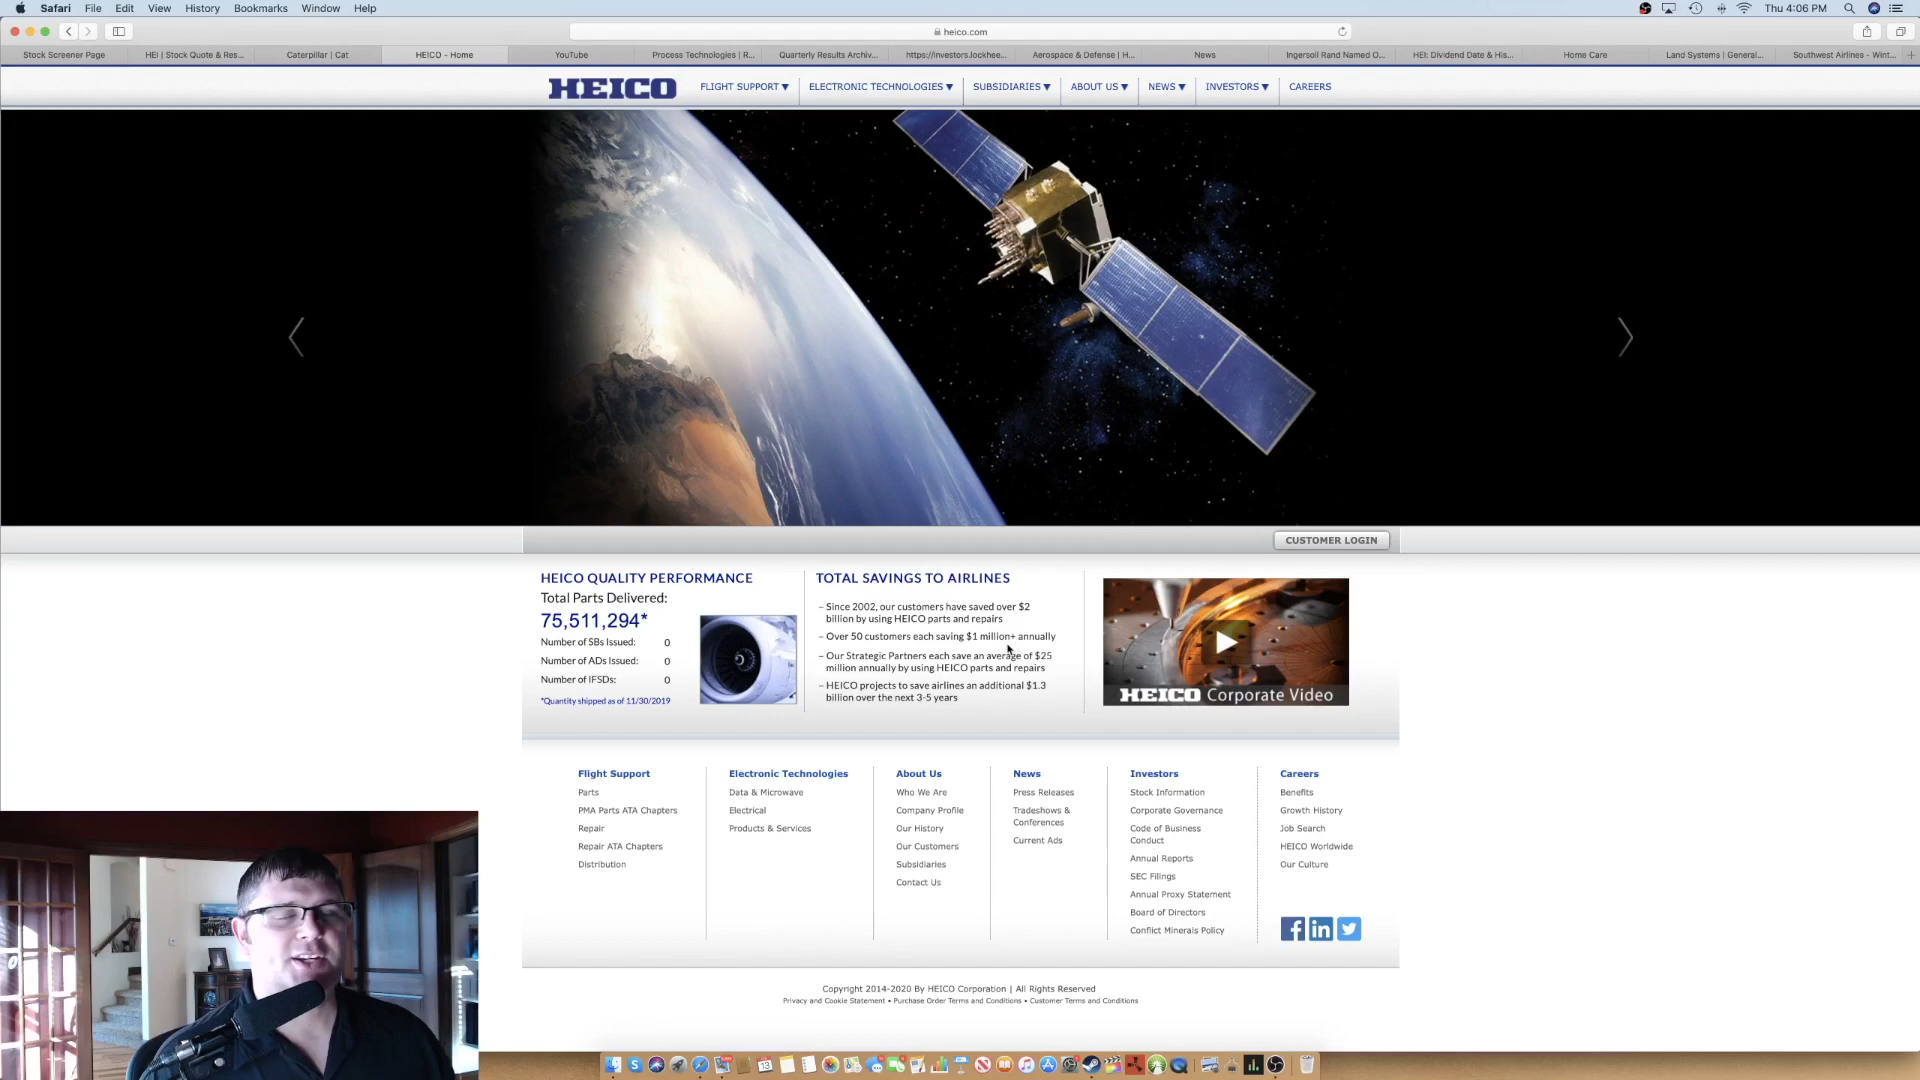 Safari File Edit View History Bookmarks Window Help Thu 4:06 PM
heico.com
Stock Screener Page HEI | Stock Quote & Res... Caterpillar | Cat HEICO - Home YouTube Process Technologies | R... Quarterly Results Archiv... https://investors.lockhee... Aerospace & Defense | H... News Ingersoll Rand Named O... HEI: Dividend Date & His... Home Care Land Systems | General... Southwest Airlines - Wint...
HEICO FLIGHT SUPPORT ▼ ELECTRONIC TECHNOLOGIES ▼ SUBSIDIARIES ▼ ABOUT US ▼ NEWS ▼ INVESTORS ▼ CAREERS
CUSTOMER LOGIN
HEICO QUALITY PERFORMANCE
Total Parts Delivered:
75,511,294*
Number of SBs Issued: 0
Number of ADs Issued: 0
Number of IFSDs: 0
*Quantity shipped as of 11/30/2019
TOTAL SAVINGS TO AIRLINES
– Since 2002, our customers have saved over $2
billion by using HEICO parts and repairs
– Over 50 customers each saving $1 million+ annually
– Our Strategic Partners each save an average of $25
million annually by using HEICO parts and repairs
– HEICO projects to save airlines an additional $1.3
billion over the next 3-5 years
HEICO Corporate Video
Flight Support
Parts
PMA Parts ATA Chapters
Repair
Repair ATA Chapters
Distribution
Electronic Technologies
Data & Microwave
Electrical
Products & Services
About Us
Who We Are
Company Profile
Our History
Our Customers
Subsidiaries
Contact Us
News
Press Releases
Tradeshows &
Conferences
Current Ads
Investors
Stock Information
Corporate Governance
Code of Business
Conduct
Annual Reports
SEC Filings
Annual Proxy Statement
Board of Directors
Conflict Minerals Policy
Careers
Benefits
Growth History
Job Search
HEICO Worldwide
Our Culture
Copyright 2014-2020 By HEICO Corporation | All Rights Reserved
Privacy and Cookie Statement • Purchase Order Terms and Conditions • Customer Terms and Conditions